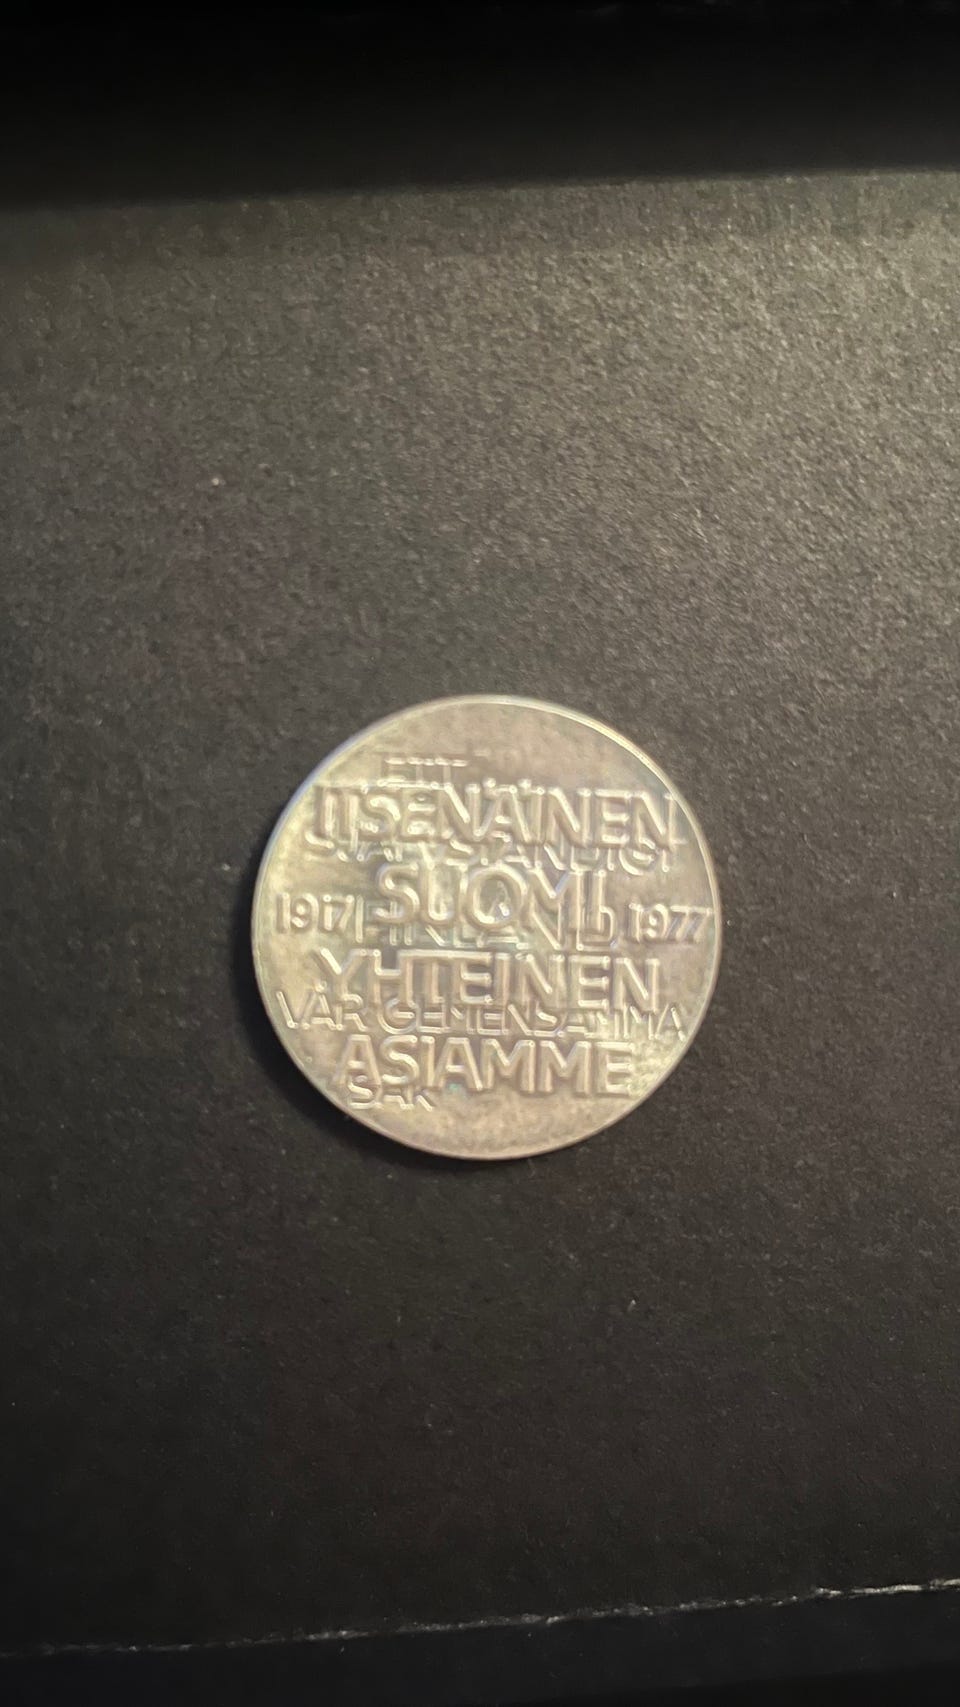 ETT
ITSENÄINEN
SJÄLVSTÄNDIGT
SUOMI
1917 FINLAND 1977
YHTEINEN
VÅR GEMENSAMMA
ASIAMME
SAK